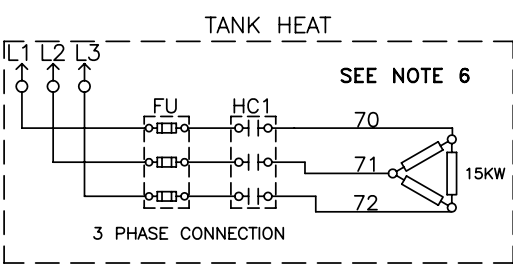 TANK HEAT
L1 L2 L3
SEE NOTE 6
FU HC1
70
71
15KW
72
3 PHASE CONNECTION